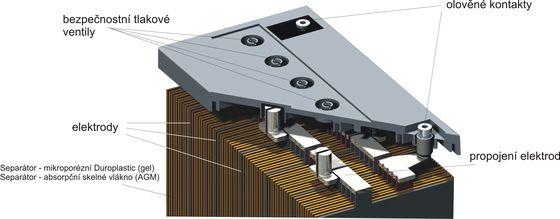 olověné kontakty
bezpečnostní tlakové
ventily
elektrody
Separátor - mikroporézní Duroplastic (gel)
Separátor - absorpční skelné vlákno (AGM)
propojení elektrod